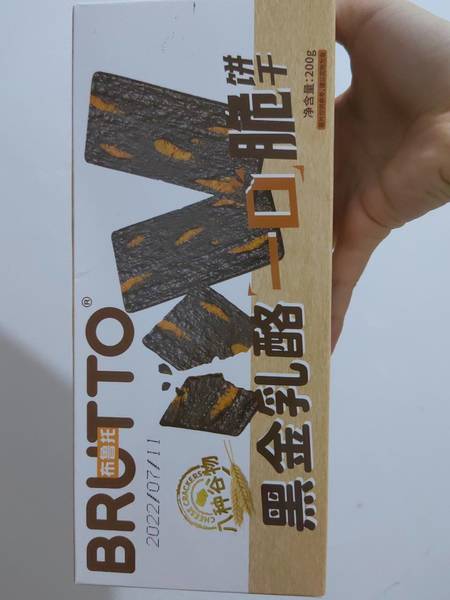 BRUTTO®
布鲁托
2022/07/11
八种谷物
CHEESE CRACKERS
黑金乳酪
「一口」脆
饼干
净含量：200g